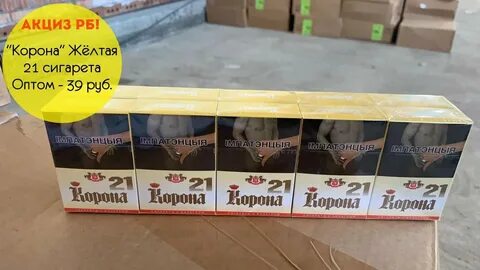 АКЦИЗ РБ!
“Корона” Жёлтая
21 сигарета
Оптом - 39 руб.
ІМПАТЭНЦЫЯ ІМПАТЭНЦЫЯ ІМПАТЭНЦЫЯ ІМПАТЭНЦЫЯ ІМПАТЭНЦЫЯ
21 21 21 21 21
Корона Корона Корона Корона Корона